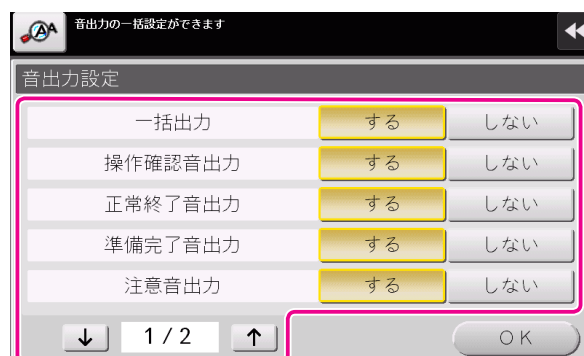 AA
音出力の一括設定ができます
音出力設定
一括出力 する しない
操作確認音出力 する しない
正常終了音出力 する しない
準備完了音出力 する しない
注意音出力 する しない
↓ 1/2 ↑ OK